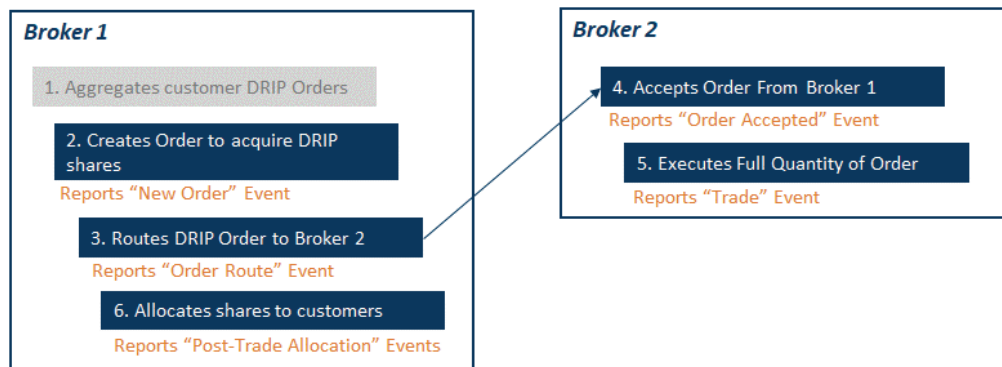 Broker 1
1. Aggregates customer DRIP Orders
2. Creates Order to acquire DRIP
shares
Reports “New Order” Event
3. Routes DRIP Order to Broker 2
Reports “Order Route” Event
6. Allocates shares to customers
Reports “Post-Trade Allocation” Events
Broker 2
4. Accepts Order From Broker 1
Reports “Order Accepted” Event
5. Executes Full Quantity of Order
Reports “Trade” Event